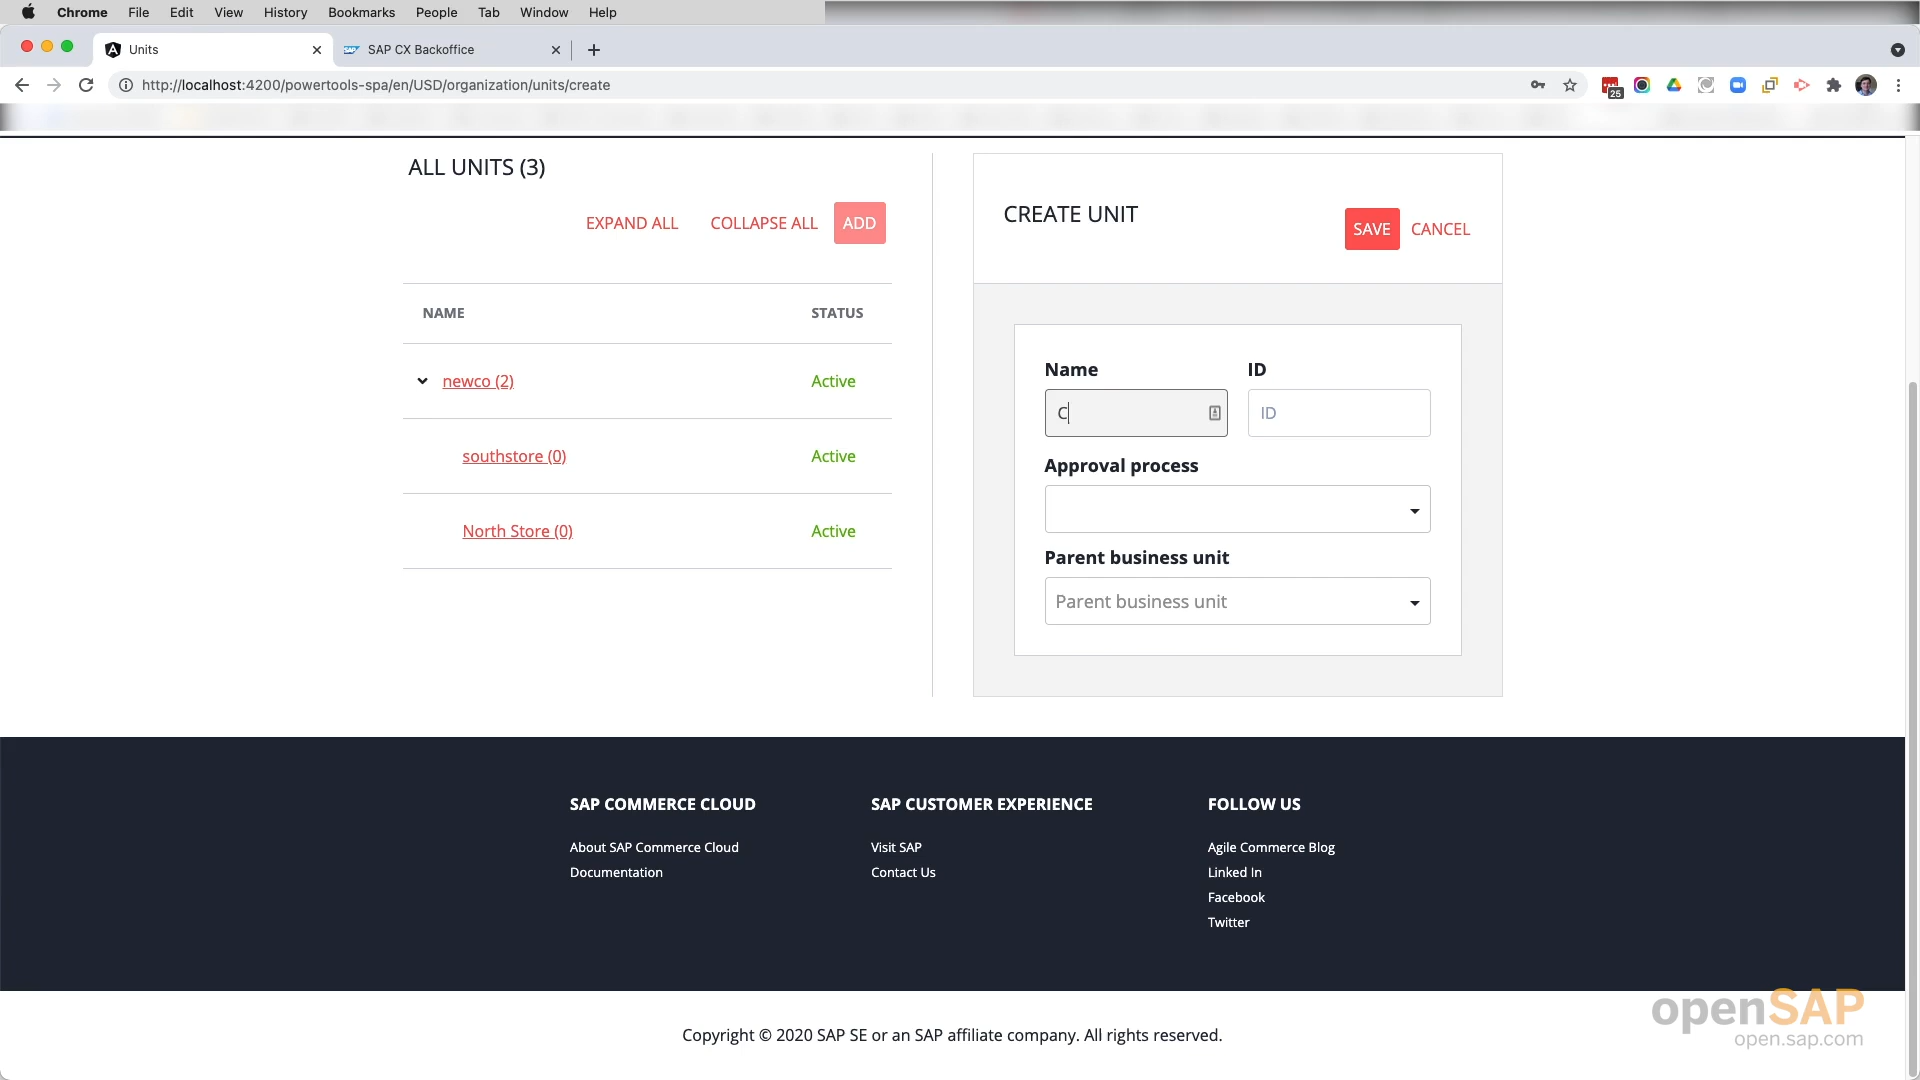 Chrome File Edit View History Bookmarks People Tab Window Help
Units SAP CX Backoffice
http://localhost:4200/powertools-spa/en/USD/organization/units/create
25
ALL UNITS (3)
EXPAND ALL COLLAPSE ALL ADD
NAME STATUS
newco (2) Active
southstore (0) Active
North Store (0) Active
CREATE UNIT
SAVE CANCEL
Name ID
C ID
Approval process
Parent business unit
Parent business unit
SAP COMMERCE CLOUD
About SAP Commerce Cloud
Documentation
SAP CUSTOMER EXPERIENCE
Visit SAP
Contact Us
FOLLOW US
Agile Commerce Blog
Linked In
Facebook
Twitter
Copyright © 2020 SAP SE or an SAP affiliate company. All rights reserved.
openSAP
open.sap.com